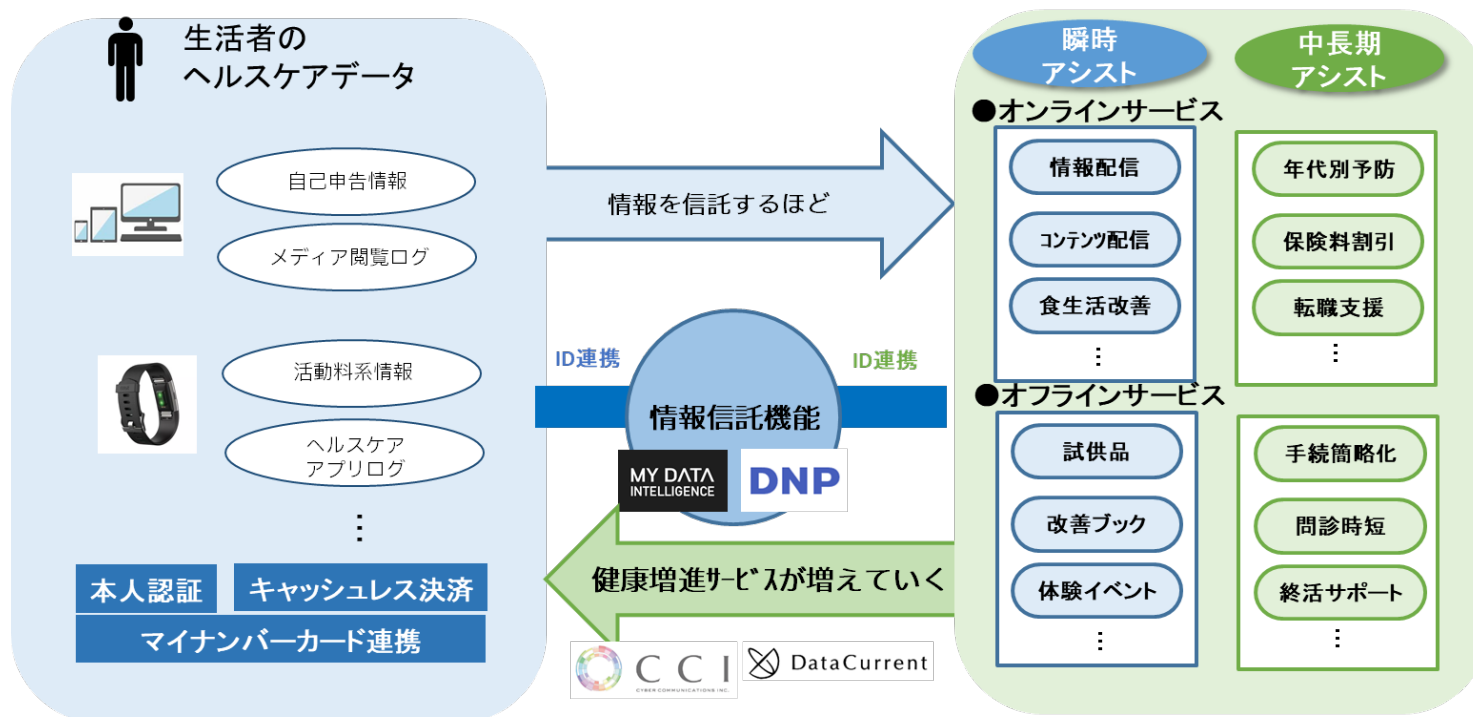 生活者の
ヘルスケアデータ
自己申告情報
メディア閲覧ログ
活動料系情報
ヘルスケア
アプリログ
⋮
本人認証
キャッシュレス決済
マイナンバーカード連携
情報を信託するほど
ID連携
ID連携
情報信託機能
MY DATA
INTELLIGENCE
DNP
健康増進ｻｰﾋﾞｽが増えていく
CCI
CYBER COMMUNICATIONS INC.
DataCurrent
瞬時
アシスト
中長期
アシスト
●オンラインサービス
情報配信
ｺﾝﾃﾝﾂ配信
食生活改善
⋮
年代別予防
保険料割引
転職支援
⋮
●オフラインサービス
試供品
改善ブック
体験イベント
⋮
手続簡略化
問診時短
終活サポート
⋮